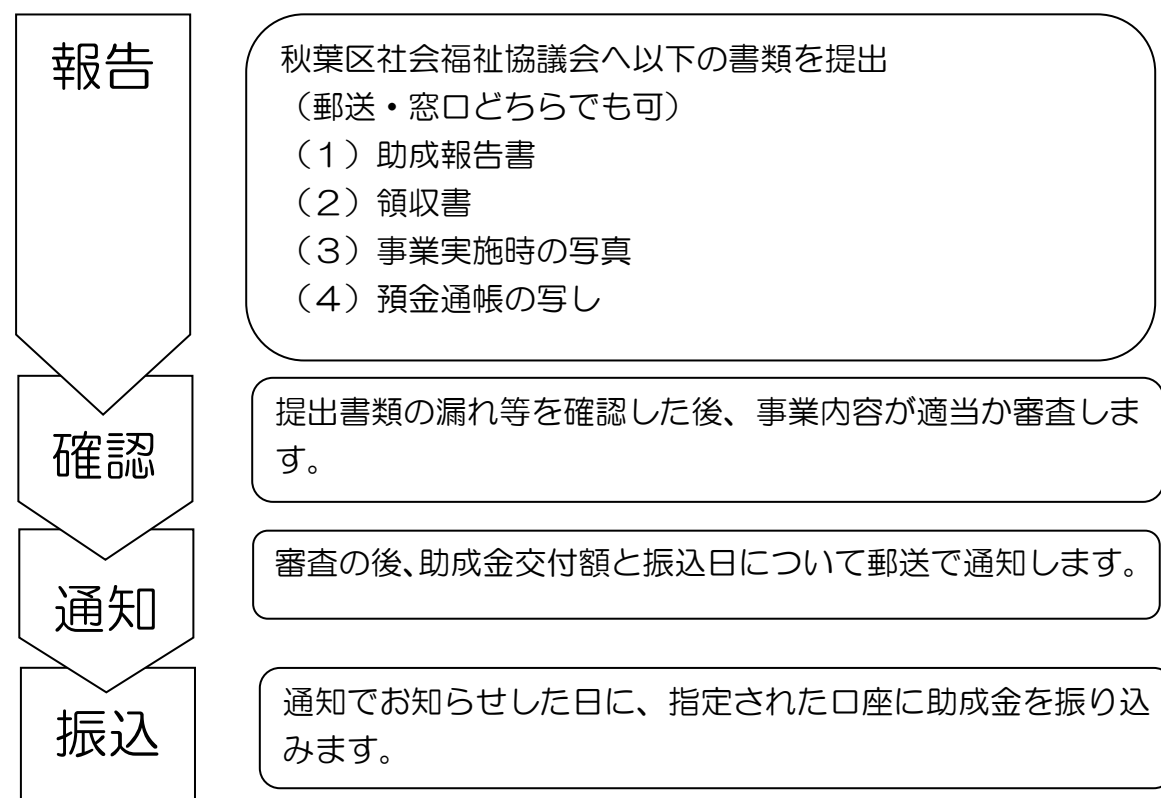 報告
秋葉区社会福祉協議会へ以下の書類を提出
（郵送・窓口どちらでも可）
（１）助成報告書
（２）領収書
（３）事業実施時の写真
（４）預金通帳の写し
確認
提出書類の漏れ等を確認した後、事業内容が適当か審査しま
す。
通知
審査の後、助成金交付額と振込日について郵送で通知します。
振込
通知でお知らせした日に、指定された口座に助成金を振り込
みます。